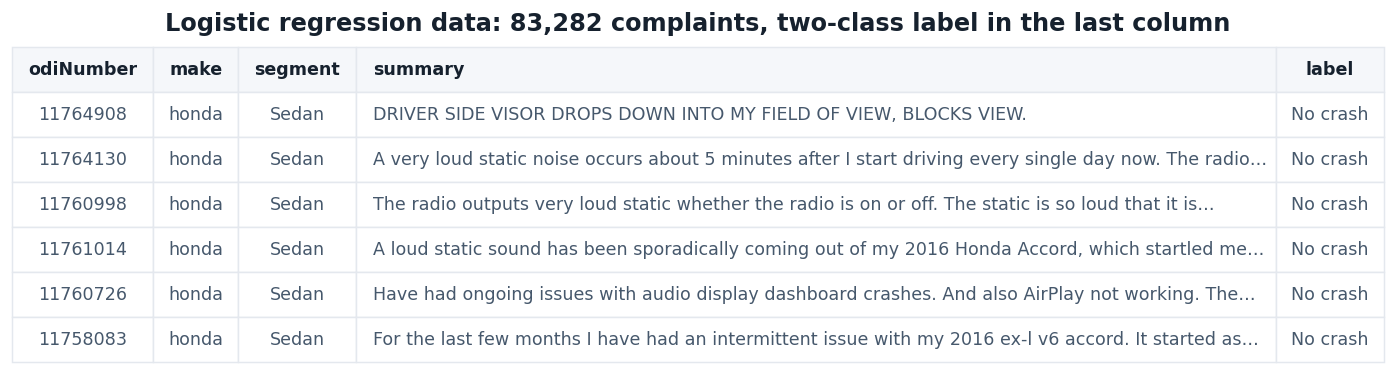 Logistic regression data: 83,282 complaints, two-class label in the last column
odiNumber make segment summary label
11764908 honda Sedan DRIVER SIDE VISOR DROPS DOWN INTO MY FIELD OF VIEW, BLOCKS VIEW. No crash
11764130 honda Sedan A very loud static noise occurs about 5 minutes after I start driving every single day now. The radio... No crash
11760998 honda Sedan The radio outputs very loud static whether the radio is on or off. The static is so loud that it is... No crash
11761014 honda Sedan A loud static sound has been sporadically coming out of my 2016 Honda Accord, which startled me... No crash
11760726 honda Sedan Have had ongoing issues with audio display dashboard crashes. And also AirPlay not working. The... No crash
11758083 honda Sedan For the last few months I have had an intermittent issue with my 2016 ex-l v6 accord. It started as... No crash